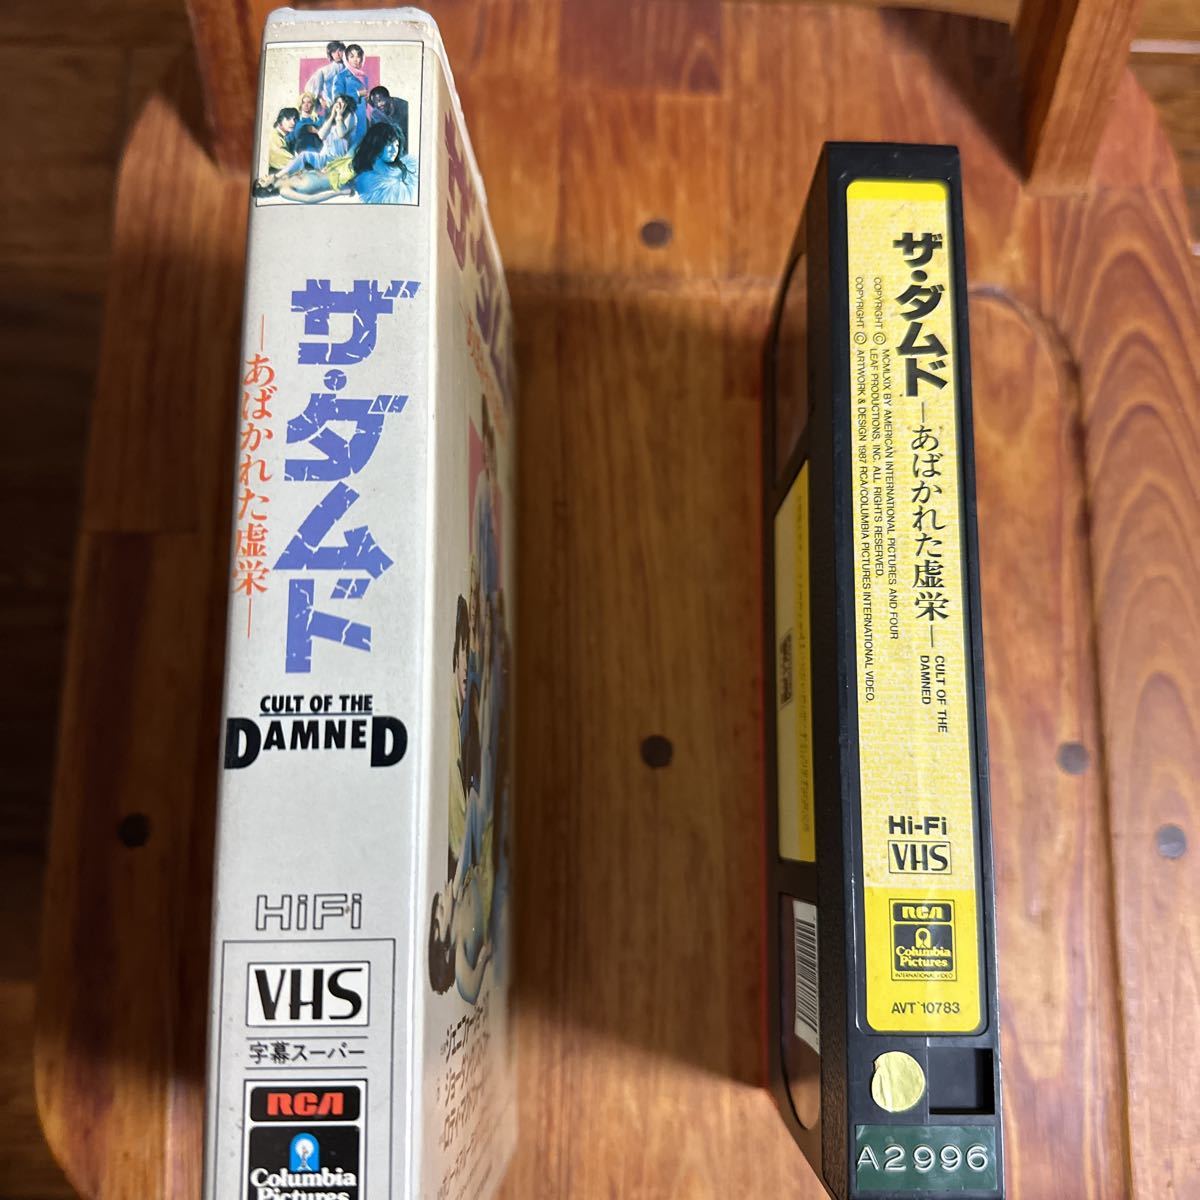 ザ・ダムド
―あばかれた虚栄―
CULT OF THE
DAMNED
HiFi
VHS
字幕スーパー
RCA
Columbia
Pictures
ザ・ダムド
―あばかれた虚栄―
CULT OF THE
DAMNED
COPYRIGHT © MCMLXIX BY AMERICAN INTERNATIONAL PICTURES AND FOUR
LEAF PRODUCTIONS, INC. ALL RIGHTS RESERVED.
COPYRIGHT © ARTWORK & DESIGN 1987 RCA/COLUMBIA PICTURES INTERNATIONAL VIDEO.
Hi-Fi
VHS
RCA
Columbia
Pictures
INTERNATIONAL VIDEO
AVT 10783
A2996